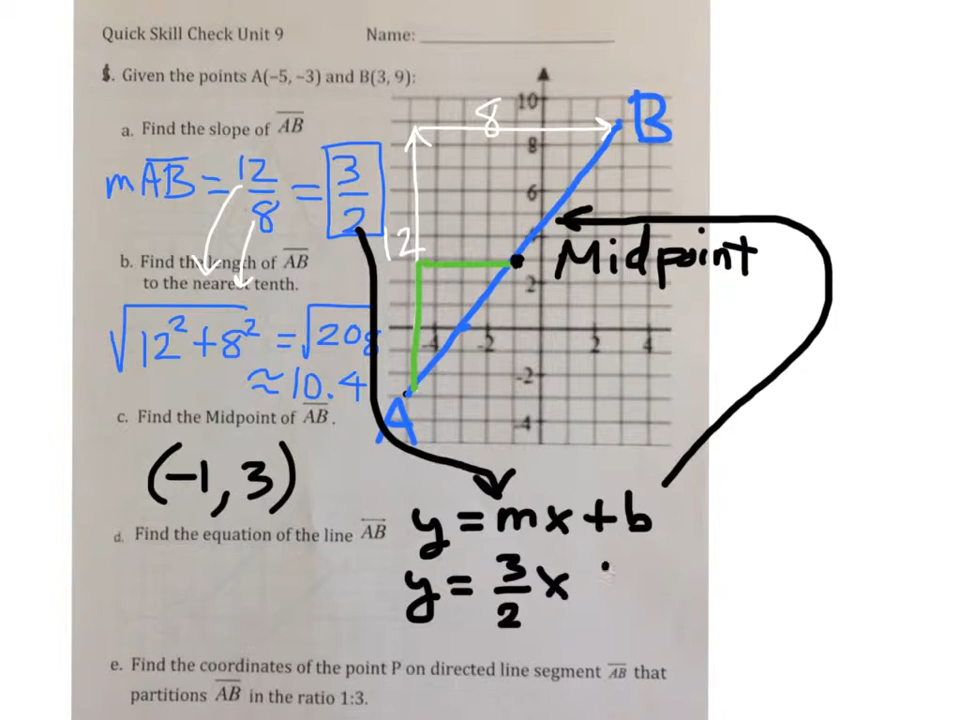 Quick Skill Check Unit 9 Name:
$. Given the points A(−5, −3) and B(3, 9):
a. Find the slope of AB
mAB = 12/8 = 3/2
b. Find the length of AB
to the nearest tenth.
√12² + 8² = √208
≈ 10.4
c. Find the Midpoint of AB.
(-1, 3)
d. Find the equation of the line AB
10
8
6
2
-4 -2 2 4
-2
-4
8
12
B
A
Midpoint
y = mx + b
y = 3/2 x
e. Find the coordinates of the point P on directed line segment AB that
partitions AB in the ratio 1:3.